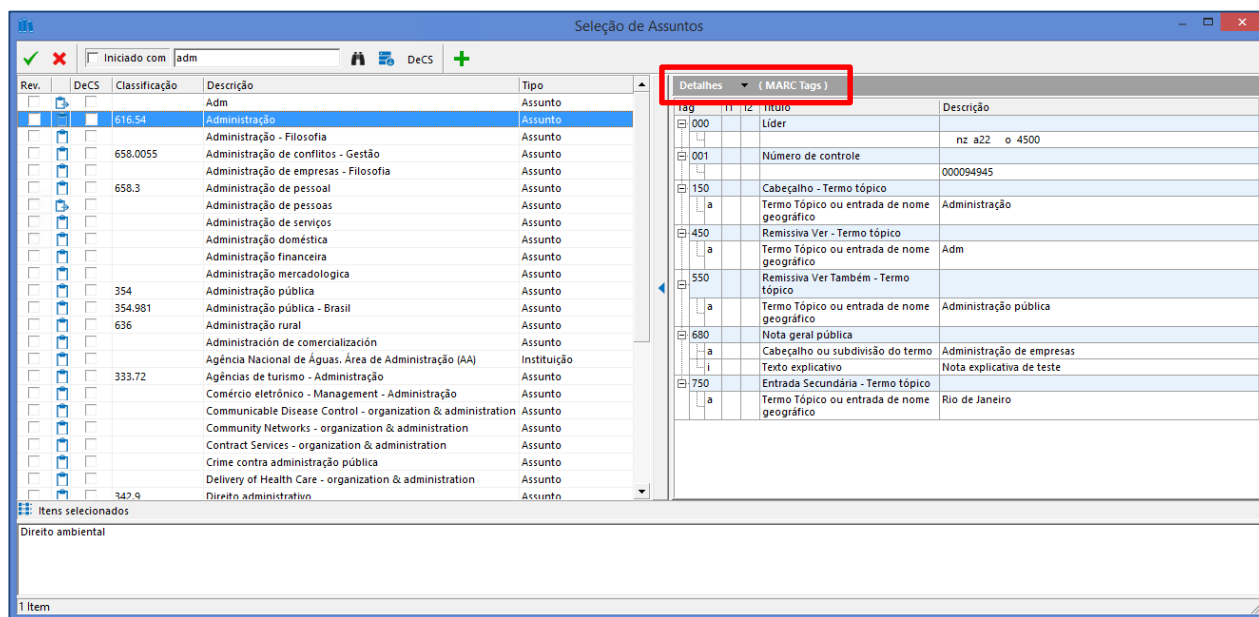 Seleção de Assuntos
Iniciado com adm DeCS
Rev. DeCS Classificação Descrição Tipo
Adm Assunto
616.54 Administração Assunto
Administração - Filosofia Assunto
658.0055 Administração de conflitos - Gestão Assunto
Administração de empresas - Filosofia Assunto
658.3 Administração de pessoal Assunto
Administração de pessoas Assunto
Administração de serviços Assunto
Administração doméstica Assunto
Administração financeira Assunto
Administração mercadologica Assunto
354 Administração pública Assunto
354.981 Administração pública - Brasil Assunto
636 Administração rural Assunto
Administración de comercialización Assunto
Agência Nacional de Águas. Área de Administração (AA) Instituição
333.72 Agências de turismo - Administração Assunto
Comércio eletrônico - Management - Administração Assunto
Communicable Disease Control - organization & administration Assunto
Community Networks - organization & administration Assunto
Contract Services - organization & administration Assunto
Crime contra administração pública Assunto
Delivery of Health Care - organization & administration Assunto
342.9 Direito administrativo Assunto
Detalhes ( MARC Tags )
Tag I1 I2 Título Descrição
000 Líder
nz a22 o 4500
001 Número de controle
000094945
150 Cabeçalho - Termo tópico
a Termo Tópico ou entrada de nome Administração
geográfico
450 Remissiva Ver - Termo tópico
a Termo Tópico ou entrada de nome Adm
geográfico
550 Remissiva Ver Também - Termo
tópico
a Termo Tópico ou entrada de nome Administração pública
geográfico
680 Nota geral pública
a Cabeçalho ou subdivisão do termo Administração de empresas
i Texto explicativo Nota explicativa de teste
750 Entrada Secundária - Termo tópico
a Termo Tópico ou entrada de nome Rio de Janeiro
geográfico
Itens selecionados
Direito ambiental
1 Item